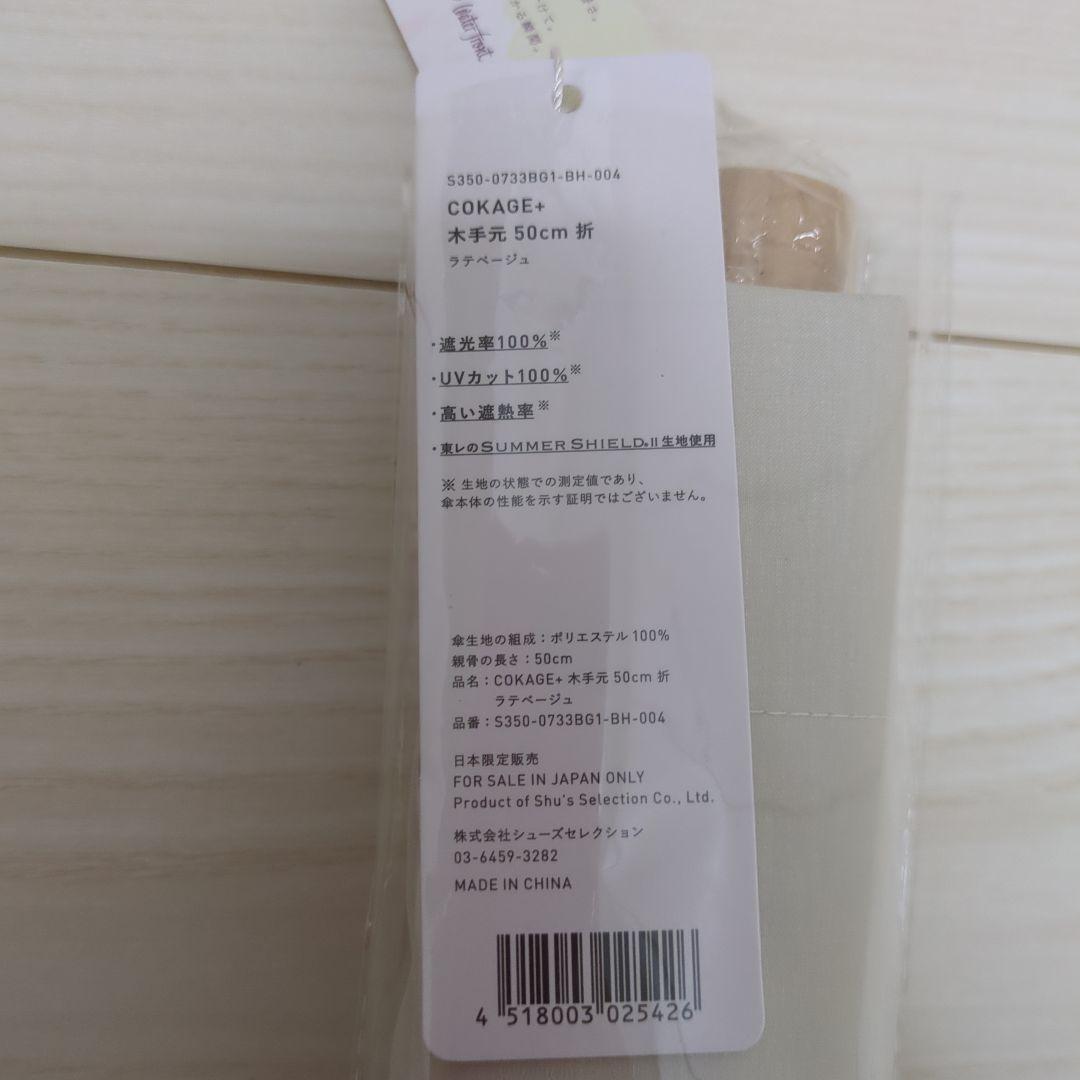 Waterfront
さ。
けて。
かる瞬間。
S350-0733BG1-BH-004
COKAGE+
木手元 50cm 折
ラテベージュ
・遮光率100%※
・UVカット100%※
・高い遮熱率※
・東レのSUMMER SHIELD®II生地使用
※ 生地の状態での測定値であり、
傘本体の性能を示す証明ではございません。
傘生地の組成：ポリエステル 100%
親骨の長さ：50cm
品名：COKAGE+ 木手元 50cm 折
ラテベージュ
品番：S350-0733BG1-BH-004
日本限定販売
FOR SALE IN JAPAN ONLY
Product of Shu's Selection Co., Ltd.
株式会社シューズセレクション
03-6459-3282
MADE IN CHINA
4 518003 025426